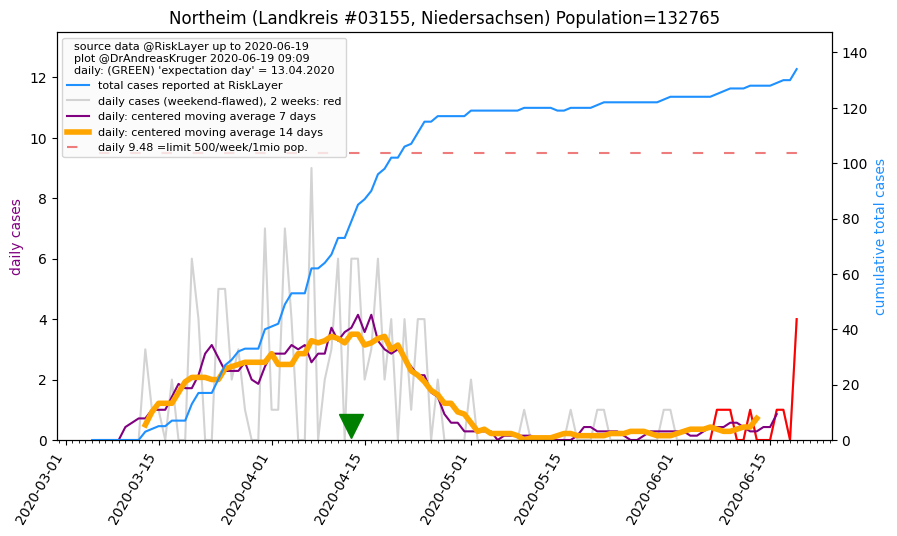 Northeim (Landkreis #03155, Niedersachsen) Population=132765
source data @RiskLayer up to 2020-06-19
plot @DrAndreasKruger 2020-06-19 09:09
daily: (GREEN) 'expectation day' = 13.04.2020
total cases reported at RiskLayer
daily cases (weekend-flawed), 2 weeks: red
daily: centered moving average 7 days
daily: centered moving average 14 days
daily 9.48 =limit 500/week/1mio pop.
daily cases
12
10
8
6
4
2
0
140
120
100
80
60
40
20
0
cumulative total cases
2020-03-01
2020-03-15
2020-04-01
2020-04-15
2020-05-01
2020-05-15
2020-06-01
2020-06-15